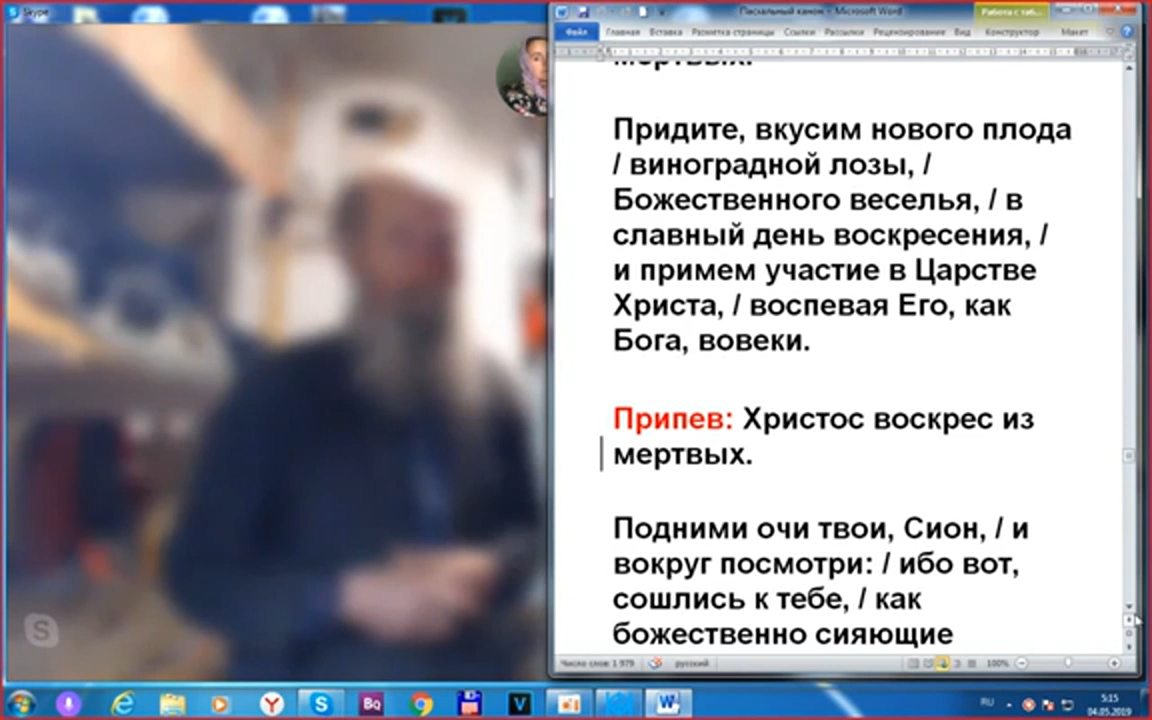 Skype
Пасхальный канон - Microsoft Word
Работа с таб...
Файл Главная Вставка Разметка страницы Ссылки Рассылки Рецензирование Вид Конструктор Макет
мертвых.
Придите, вкусим нового плода
/ виноградной лозы, /
Божественного веселья, / в
славный день воскресения, /
и примем участие в Царстве
Христа, / воспевая Его, как
Бога, вовеки.
Припев: Христос воскрес из
мертвых.
Подними очи твои, Сион, / и
вокруг посмотри: / ибо вот,
сошлись к тебе, / как
божественно сияющие
Число слов: 1 979 русский 100%
RU 5:15
04.05.2019